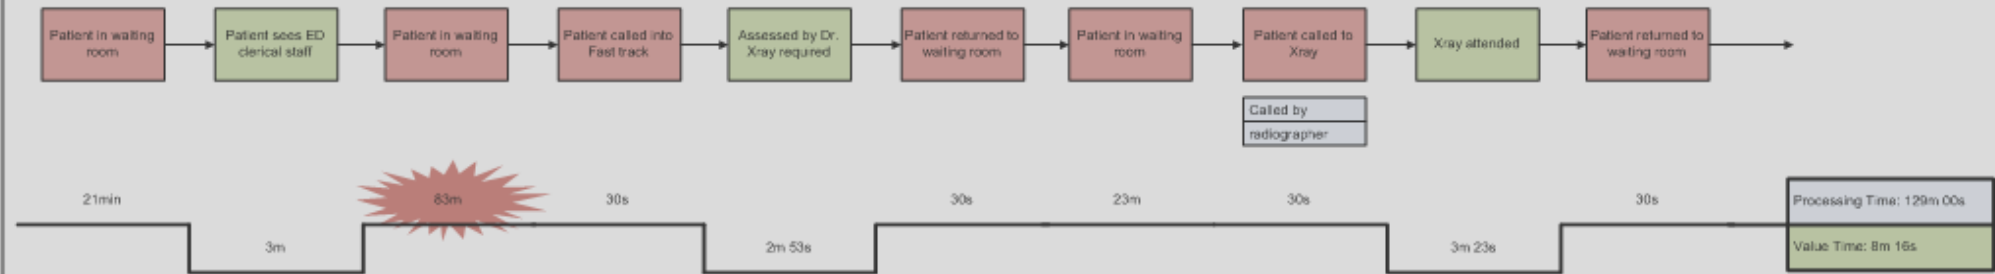 Patient in waiting
room
Patient sees ED
clerical staff
Patient in waiting
room
Patient called into
Fast track
Assessed by Dr.
Xray required
Patient returned to
waiting room
Patient in waiting
room
Patient called to
Xray
Xray attended
Patient returned to
waiting room
Called by
radiographer
21min
3m
83m
30s
2m 53s
30s
23m
30s
3m 23s
30s
Processing Time: 129m 00s
Value Time: 8m 16s